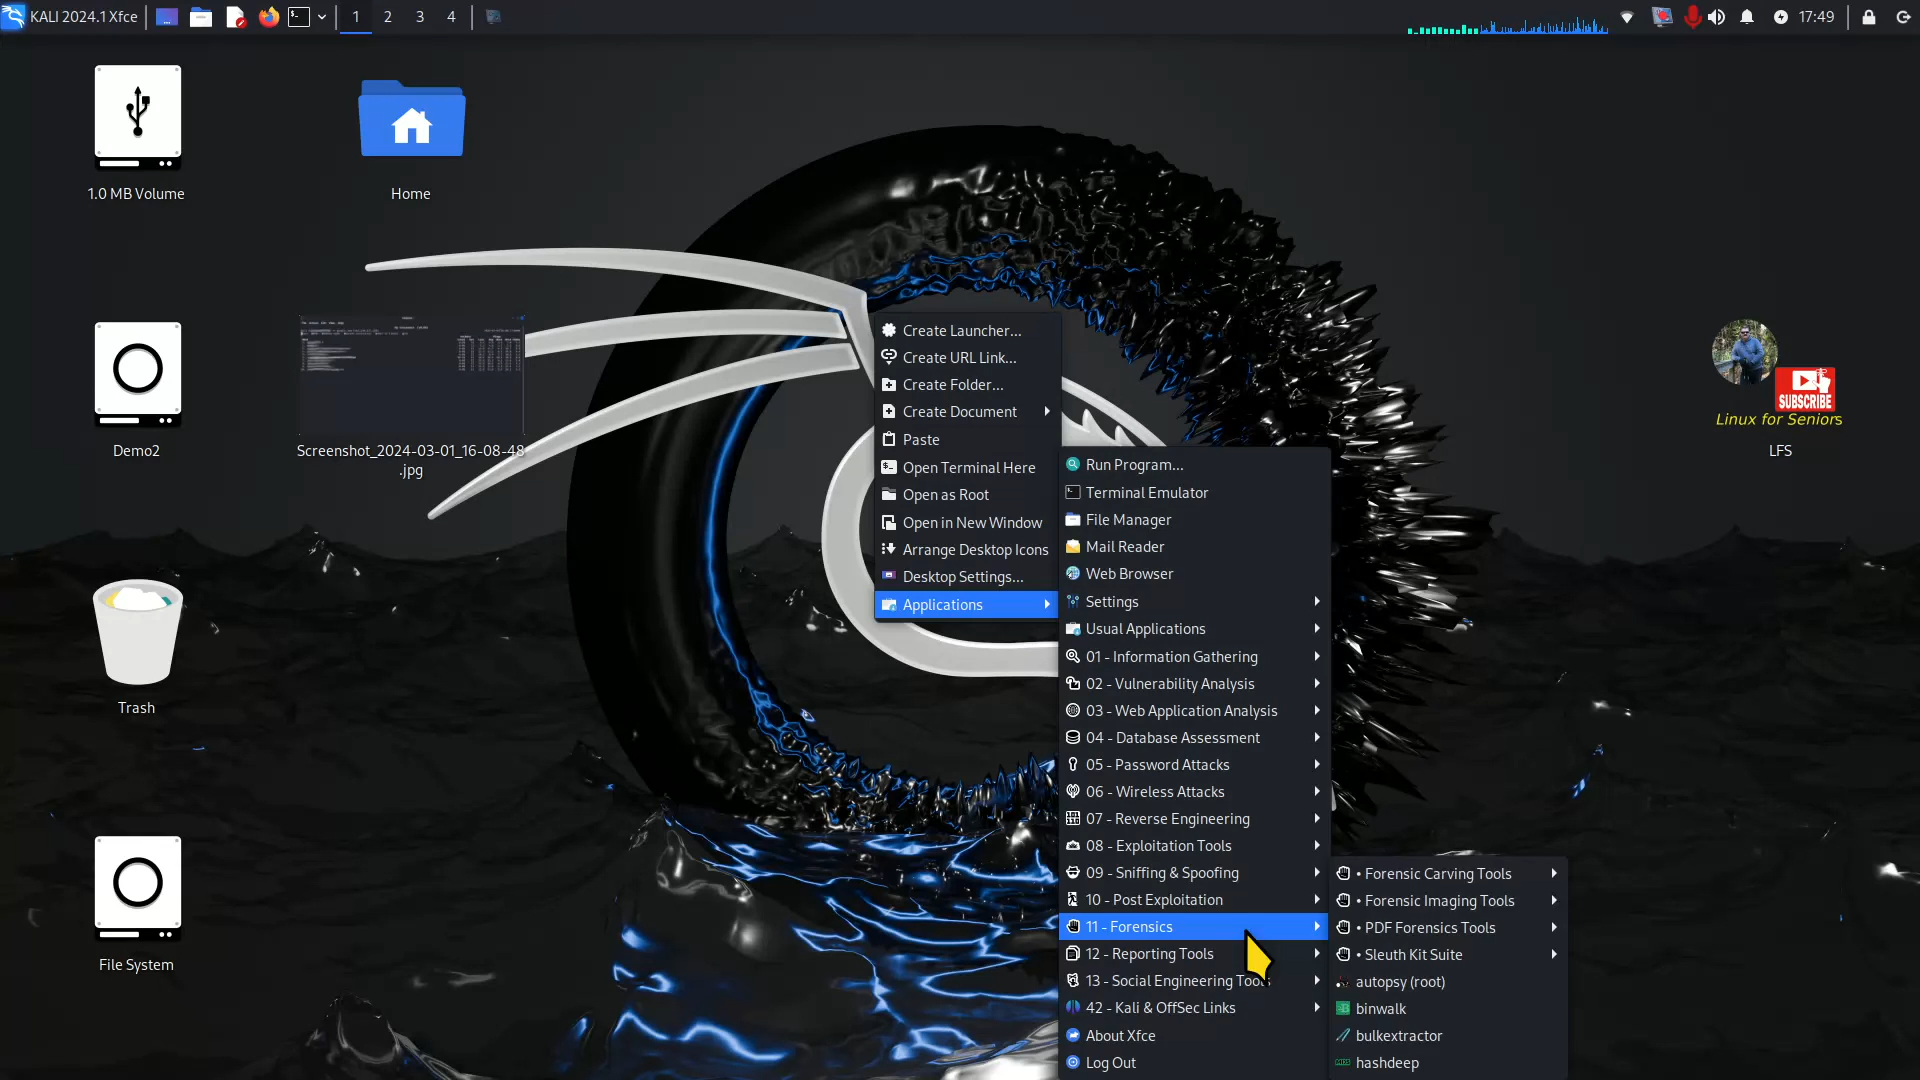 KALI 2024.1 Xfce
1
2
3
4
17:49
1.0 MB Volume
Home
Demo2
Screenshot_2024-03-01_16-08-48
.jpg
Trash
File System
SUBSCRIBE
Linux for Seniors
LFS
Create Launcher...
Create URL Link...
Create Folder...
Create Document
Paste
Open Terminal Here
Open as Root
Open in New Window
Arrange Desktop Icons
Desktop Settings...
Applications
Run Program...
Terminal Emulator
File Manager
Mail Reader
Web Browser
Settings
Usual Applications
01 - Information Gathering
02 - Vulnerability Analysis
03 - Web Application Analysis
04 - Database Assessment
05 - Password Attacks
06 - Wireless Attacks
07 - Reverse Engineering
08 - Exploitation Tools
09 - Sniffing & Spoofing
10 - Post Exploitation
11 - Forensics
12 - Reporting Tools
13 - Social Engineering Tools
42 - Kali & OffSec Links
About Xfce
Log Out
• Forensic Carving Tools
• Forensic Imaging Tools
• PDF Forensics Tools
• Sleuth Kit Suite
autopsy (root)
binwalk
bulkextractor
hashdeep